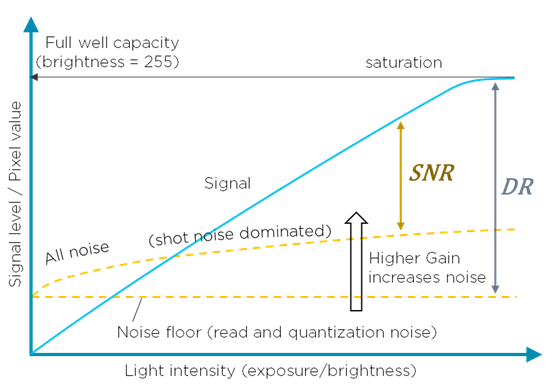 Full well capacity
(brightness = 255)
saturation
SNR
DR
Signal
All noise
(shot noise dominated)
Higher Gain
increases noise
Noise floor (read and quantization noise)
Signal level / Pixel value
Light intensity (exposure/brightness)